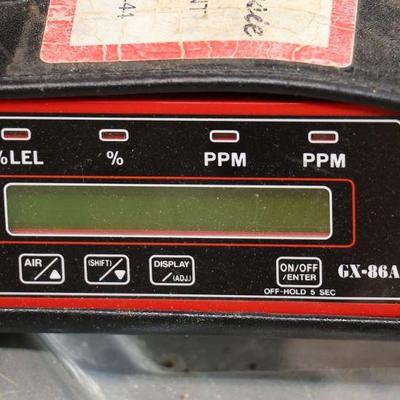 %LEL % PPM PPM
AIR/▲ (SHIFT)/▼ DISPLAY/(ADJ) ON/OFF/ENTER GX-86A
OFF-HOLD 5 SEC